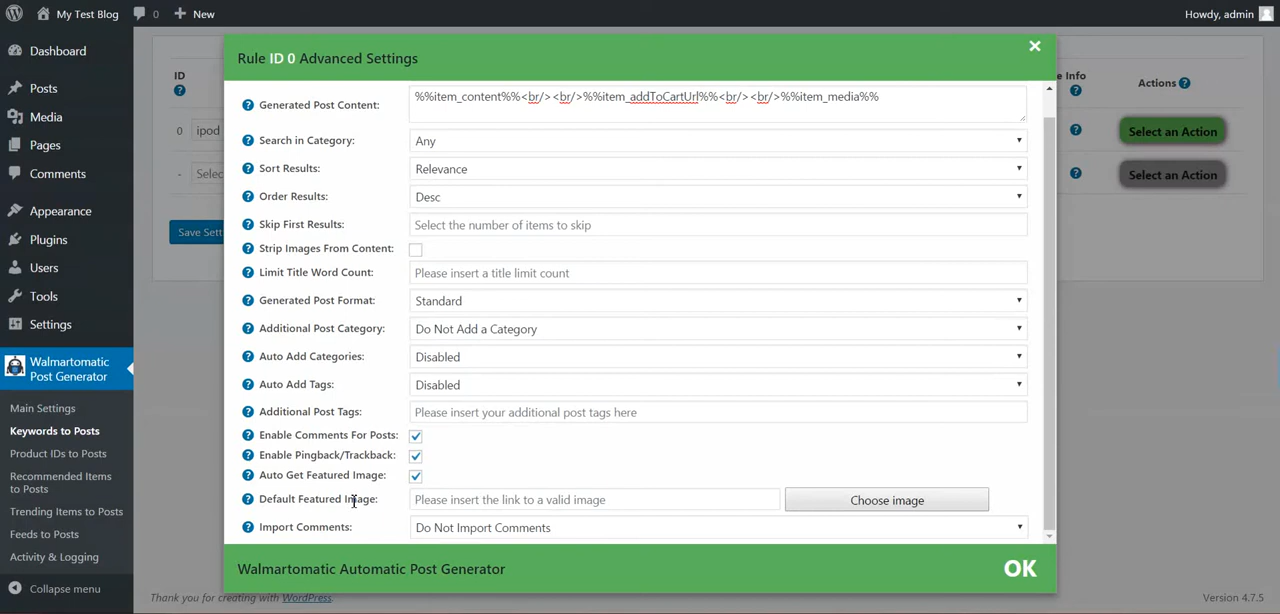 My Test Blog
0
New
Howdy, admin
Dashboard
Posts
Media
Pages
Comments
Appearance
Plugins
Users
Tools
Settings
Walmartomatic
Post Generator
Main Settings
Keywords to Posts
Product IDs to Posts
Recommended Items
to Posts
Trending Items to Posts
Feeds to Posts
Activity & Logging
Collapse menu
ID
0
ipod
-
Selec
Save Sett
Rule ID 0 Advanced Settings
Generated Post Content:
%%item_content%%<br/><br/>%%item_addToCartUrl%%<br/><br/>%%item_media%%
Search in Category:
Any
Sort Results:
Relevance
Order Results:
Desc
Skip First Results:
Select the number of items to skip
Strip Images From Content:
Limit Title Word Count:
Please insert a title limit count
Generated Post Format:
Standard
Additional Post Category:
Do Not Add a Category
Auto Add Categories:
Disabled
Auto Add Tags:
Disabled
Additional Post Tags:
Please insert your additional post tags here
Enable Comments For Posts:
Enable Pingback/Trackback:
Auto Get Featured Image:
Default Featured Image:
Please insert the link to a valid image
Choose image
Import Comments:
Do Not Import Comments
Walmartomatic Automatic Post Generator
OK
e Info
Actions
Select an Action
Select an Action
Thank you for creating with WordPress.
Version 4.7.5